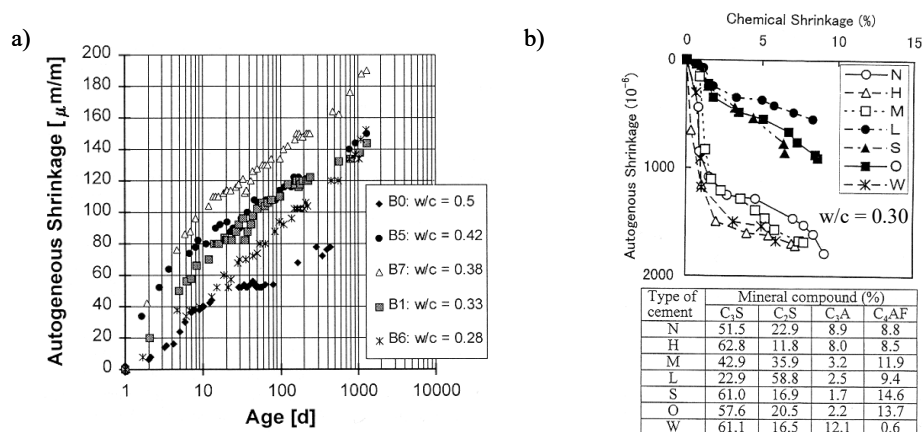 a)
Autogeneous Shrinkage [μm/m]
200
180
160
140
120
100
80
60
40
20
0
1 10 100 1000 10000
Age [d]
B0: w/c = 0.5
B5: w/c = 0.42
B7: w/c = 0.38
B1: w/c = 0.33
B6: w/c = 0.28
b)
Chemical Shrinkage (%)
0 5 10 15
Autogenous Shrinkage (10⁻⁶)
0
1000
2000
N
H
M
L
S
O
W
w/c = 0.30
Type of cement Mineral compound (%)
C₃S C₂S C₃A C₄AF
N 51.5 22.9 8.9 8.8
H 62.8 11.8 8.0 8.5
M 42.9 35.9 3.2 11.9
L 22.9 58.8 2.5 9.4
S 61.0 16.9 1.7 14.6
O 57.6 20.5 2.2 13.7
W 61.1 16.5 12.1 0.6